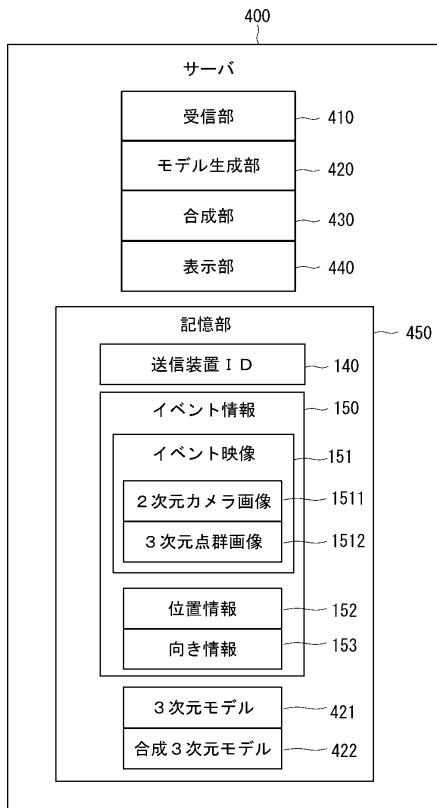 400
サーバ
受信部 410
モデル生成部 420
合成部 430
表示部 440
記憶部 450
送信装置ＩＤ 140
イベント情報 150
イベント映像 151
２次元カメラ画像 1511
３次元点群画像 1512
位置情報 152
向き情報 153
３次元モデル 421
合成３次元モデル 422